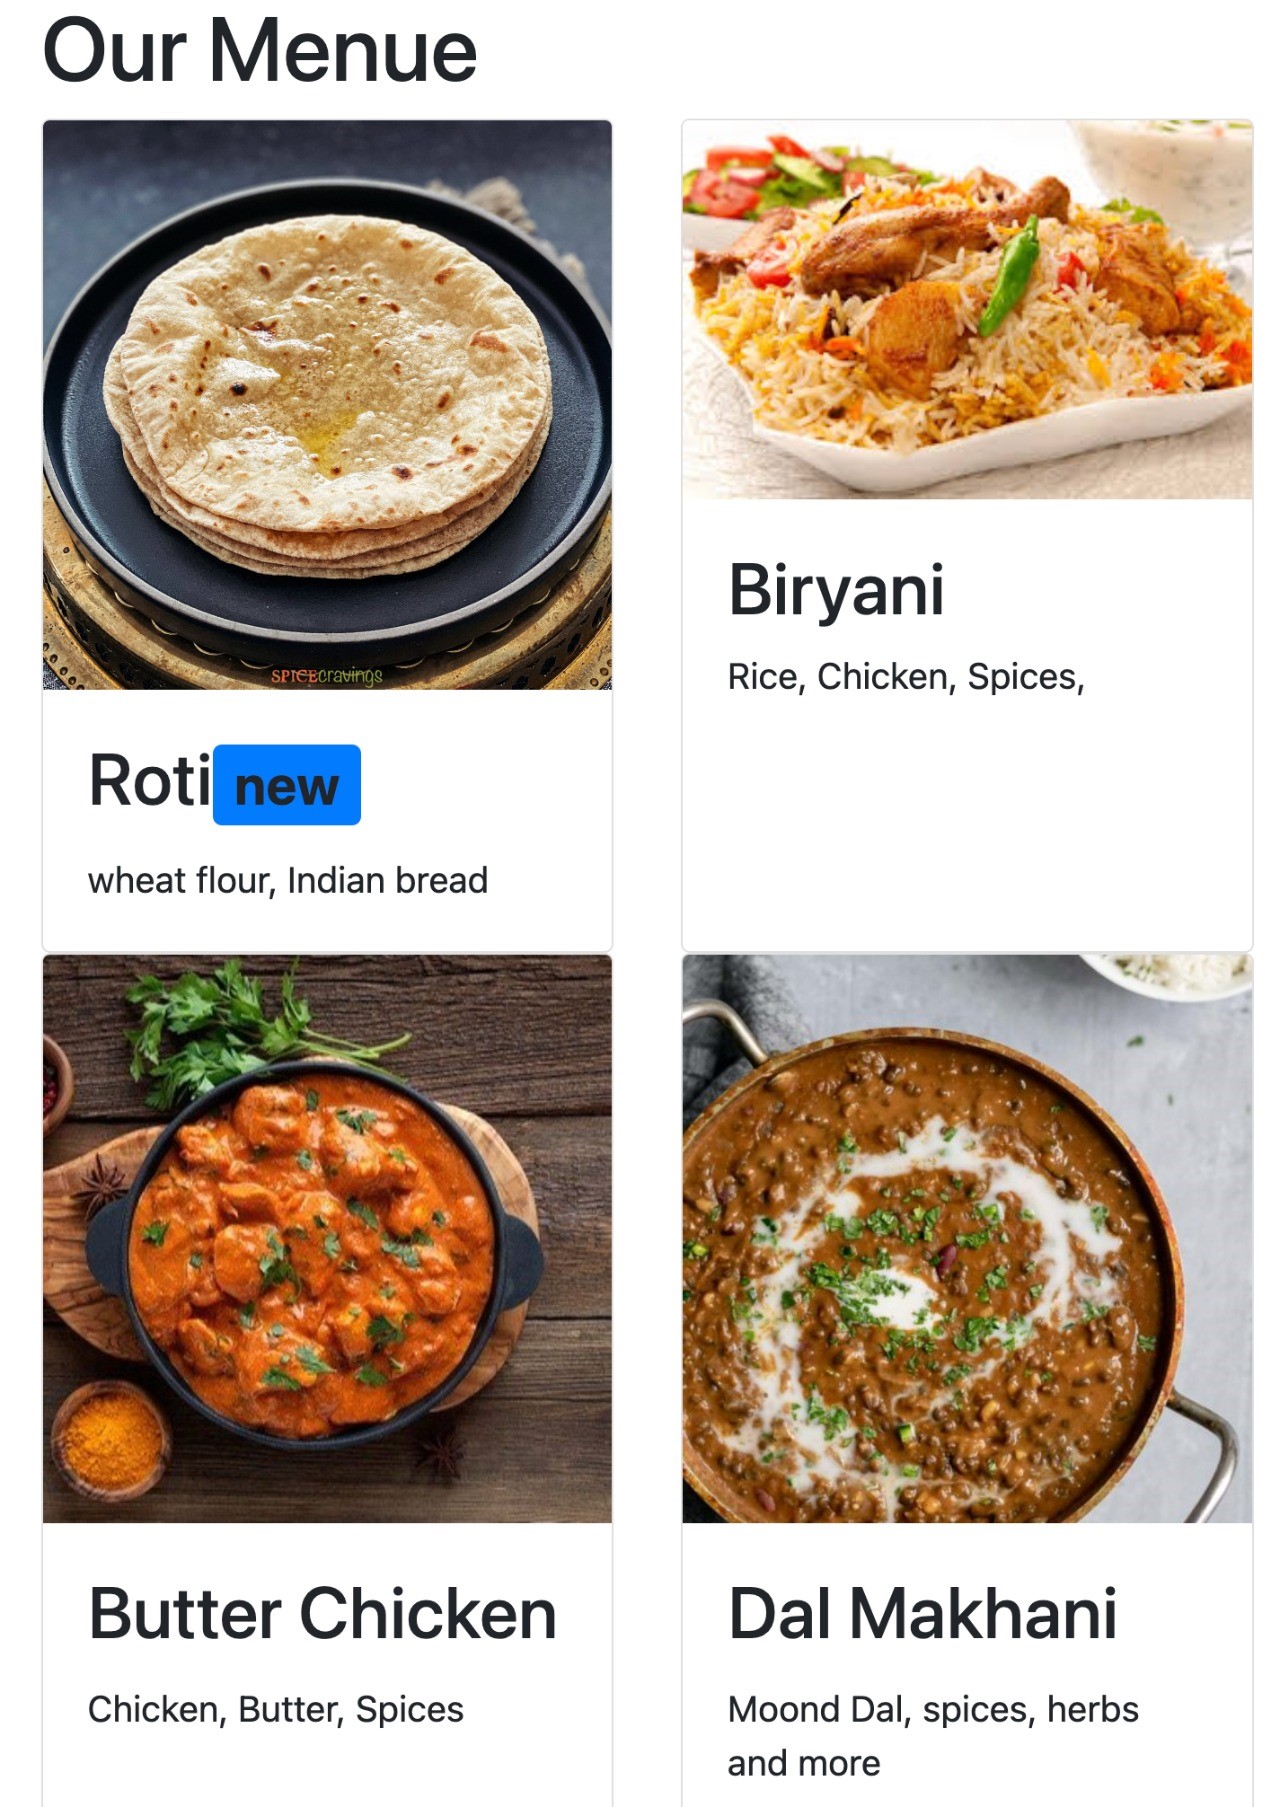 Our Menue
SPICEcravings
Roti new
wheat flour, Indian bread
Biryani
Rice, Chicken, Spices,
Butter Chicken
Chicken, Butter, Spices
Dal Makhani
Moond Dal, spices, herbs
and more